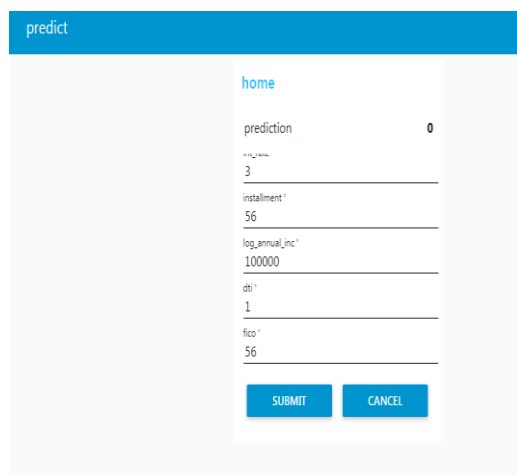 predict
home
prediction 0
3
installment *
56
log_annual_inc *
100000
dti *
1
fico *
56
SUBMIT CANCEL